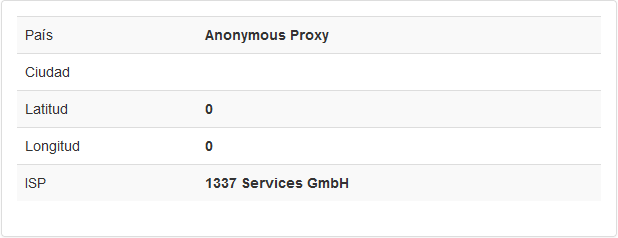 País Anonymous Proxy
Ciudad
Latitud 0
Longitud 0
ISP 1337 Services GmbH